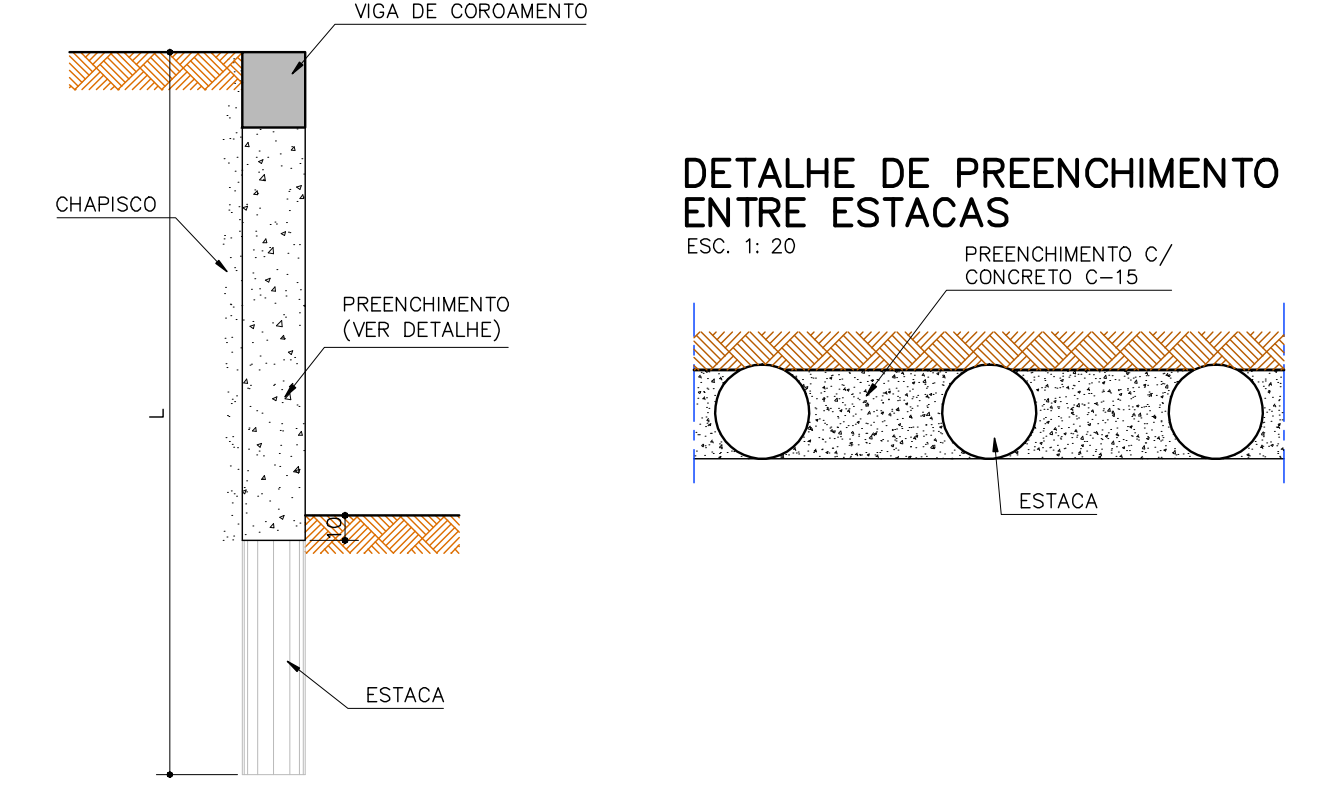 VIGA DE COROAMENTO
CHAPISCO
PREENCHIMENTO
(VER DETALHE)
L
10
ESTACA
DETALHE DE PREENCHIMENTO
ENTRE ESTACAS
ESC. 1: 20
PREENCHIMENTO C/
CONCRETO C-15
ESTACA